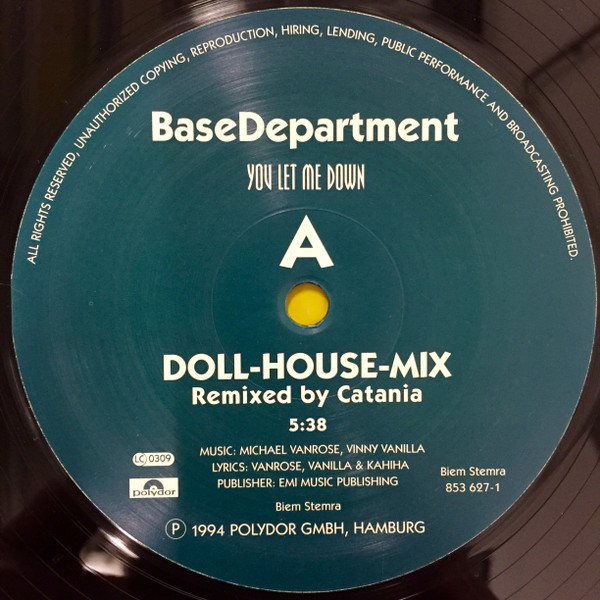 ALL RIGHTS RESERVED, UNAUTHORIZED COPYING, REPRODUCTION, HIRING, LENDING, PUBLIC PERFORMANCE AND BROADCASTING PROHIBITED.
BaseDepartment
YOU LET ME DOWN
A
DOLL-HOUSE-MIX
Remixed by Catania
5:38
MUSIC: MICHAEL VANROSE, VINNY VANILLA
LYRICS: VANROSE, VANILLA & KAHIHA
PUBLISHER: EMI MUSIC PUBLISHING
LC 0309
polydor
Biem Stemra
853 627-1
Biem Stemra
Ⓟ 1994 POLYDOR GMBH, HAMBURG